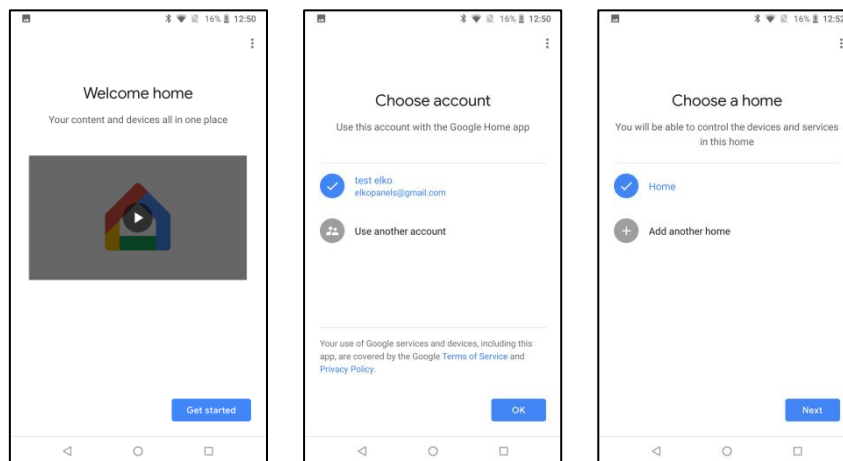 16% 12:50
Welcome home
Your content and devices all in one place
Get started
16% 12:50
Choose account
Use this account with the Google Home app
test elko
elkopanels@gmail.com
Use another account
Your use of Google services and devices, including this
app, are covered by the Google Terms of Service and
Privacy Policy.
OK
16% 12:52
Choose a home
You will be able to control the devices and services
in this home
Home
Add another home
Next